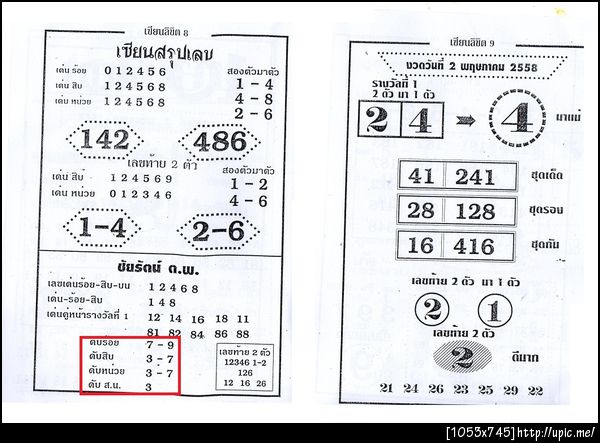 เซียนลิขิต 8
เซียนสรุปเลข
เด่น ร้อย 0 1 2 4 5 6
เด่น สิบ 1 2 4 5 6 8
เด่น หน่วย 1 2 4 5 6 8
สองตัวมาตัว
1 - 4
4 - 8
2 - 6
142
486
เลขท้าย 2 ตัว
เด่น สิบ 1 2 4 5 6 9
เด่น หน่วย 0 1 2 3 4 6
สองตัวมาตัว
1 - 2
4 - 6
1-4
2-6
ชัยรัตน์ ต.พ.
เลขเด่นร้อย-สิบ-บน 1 2 4 6 8
เด่น-ร้อย-สิบ 1 4 8
เด่นคู่หน้ารางวัลที่ 1 12 14 16 18 11
81 82 84 86 88
ดับร้อย 7 - 9
ดับสิบ 3 - 7
ดับหน่วย 3 - 7
ดับ ส.น. 3
เลขท้าย 2 ตัว
12346 1-2
126
12 16 26
เซียนลิขิต 9
งวดวันที่ 2 พฤษภาคม 2558
รางวัลที่ 1
2 ตัว มา 1 ตัว
2 4
4
มาแน่
41 241 ชุดเด็ด
28 128 ชุดรอง
16 416 ชุดกัน
เลขท้าย 2 ตัว มา 1 ตัว
2 1
เลขท้าย 2 ตัว
2
ดีมาก
21 24 26 23 25 29 22
[1053x745]http://upic.me/